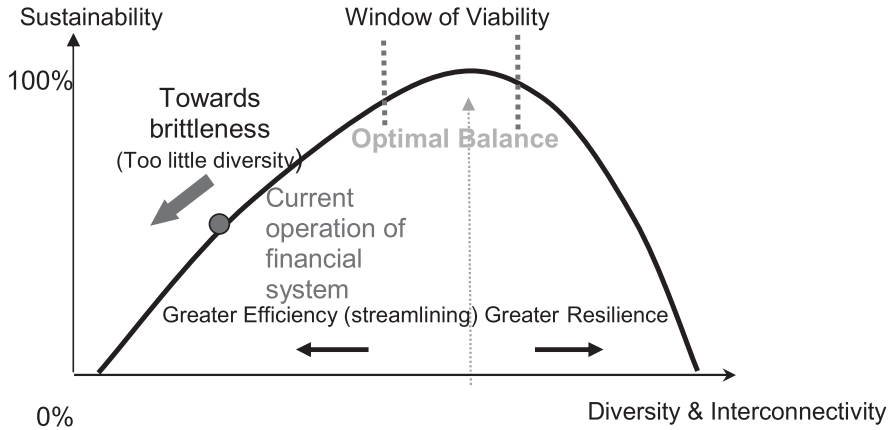 Sustainability
Window of Viability
100%
Towards
brittleness
(Too little diversity)
Optimal Balance
Current
operation of
financial
system
Greater Efficiency (streamlining)
Greater Resilience
0%
Diversity & Interconnectivity